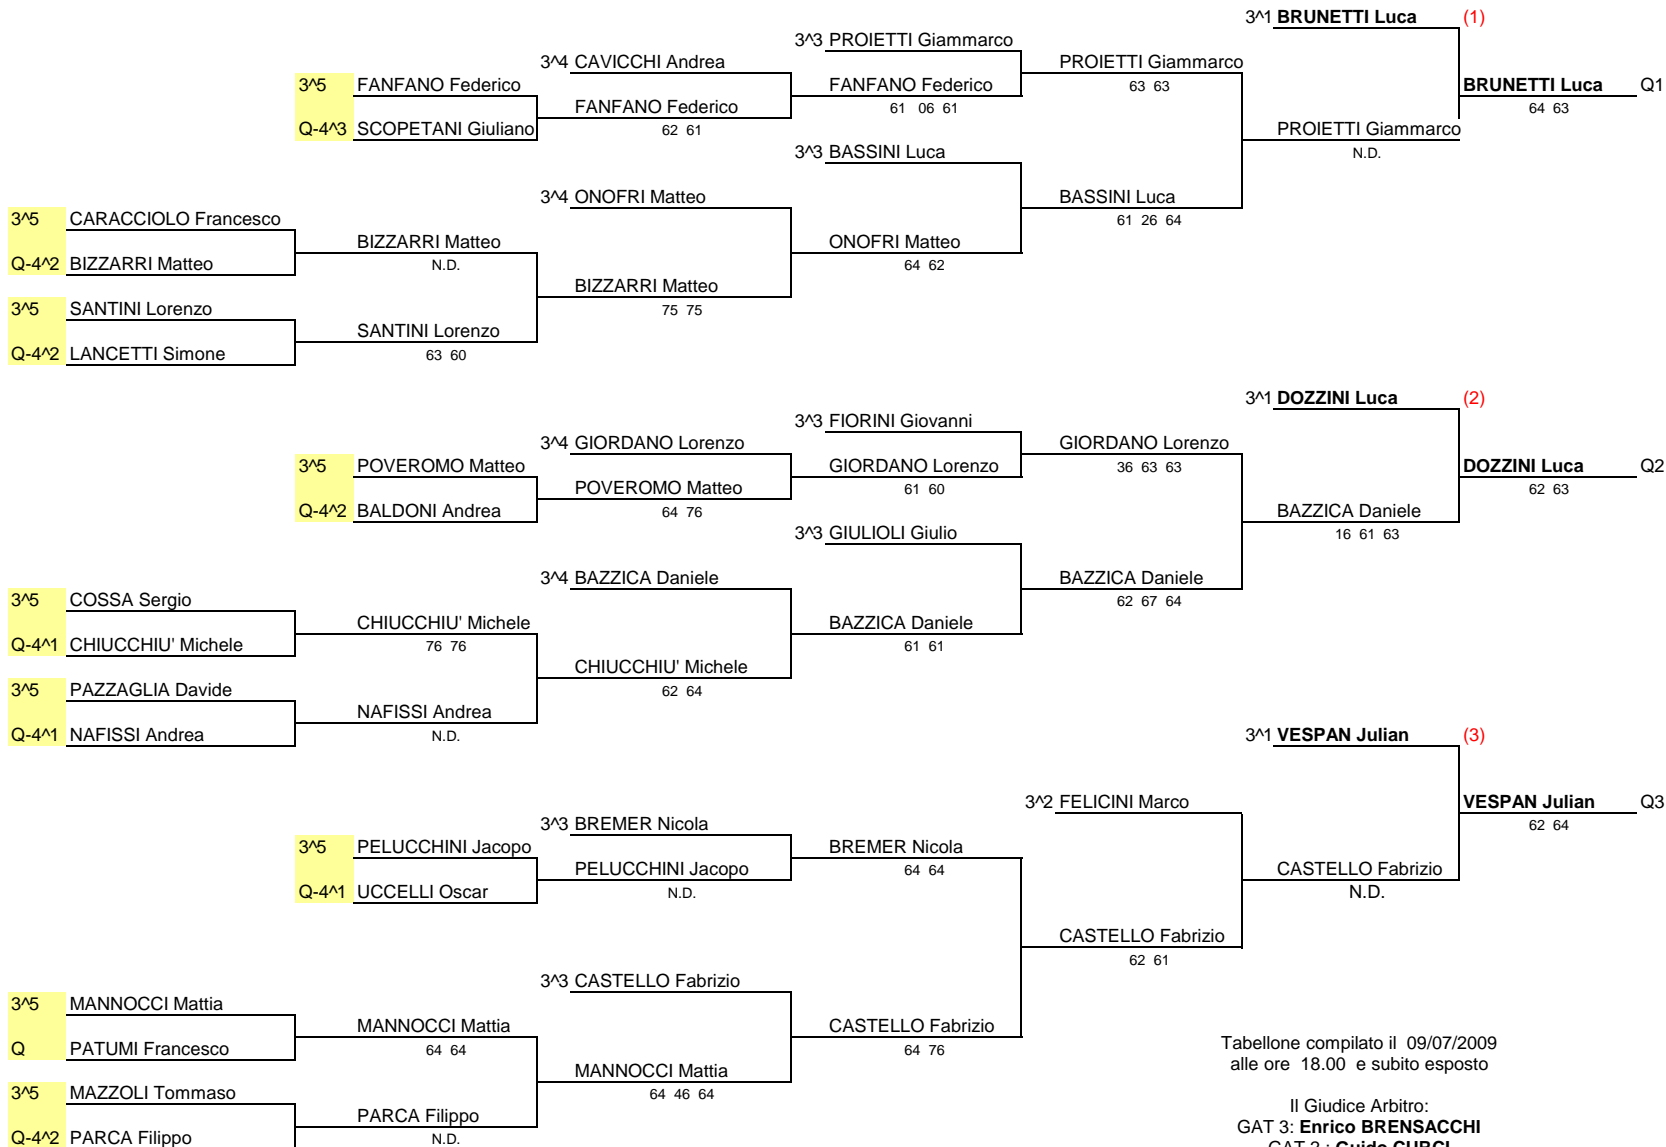 3^1 BRUNETTI Luca (1)
3^3 PROIETTI Giammarco
3^4 CAVICCHI Andrea PROIETTI Giammarco
3^5 FANFANO Federico FANFANO Federico 63 63 BRUNETTI Luca Q1
FANFANO Federico 61 06 61 64 63
Q-4^3 SCOPETANI Giuliano 62 61 PROIETTI Giammarco
3^3 BASSINI Luca N.D.
3^4 ONOFRI Matteo BASSINI Luca
3^5 CARACCIOLO Francesco 61 26 64
BIZZARRI Matteo ONOFRI Matteo
Q-4^2 BIZZARRI Matteo N.D. 64 62
BIZZARRI Matteo
3^5 SANTINI Lorenzo 75 75
SANTINI Lorenzo
Q-4^2 LANCETTI Simone 63 60
3^1 DOZZINI Luca (2)
3^3 FIORINI Giovanni
3^4 GIORDANO Lorenzo GIORDANO Lorenzo
3^5 POVEROMO Matteo GIORDANO Lorenzo 36 63 63 DOZZINI Luca Q2
POVEROMO Matteo 61 60 62 63
Q-4^2 BALDONI Andrea 64 76 BAZZICA Daniele
3^3 GIULIOLI Giulio 16 61 63
3^4 BAZZICA Daniele BAZZICA Daniele
3^5 COSSA Sergio 62 67 64
CHIUCCHIU' Michele BAZZICA Daniele
Q-4^1 CHIUCCHIU' Michele 76 76 61 61
CHIUCCHIU' Michele
3^5 PAZZAGLIA Davide 62 64
NAFISSI Andrea
Q-4^1 NAFISSI Andrea N.D.
3^1 VESPAN Julian (3)
3^2 FELICINI Marco VESPAN Julian Q3
3^3 BREMER Nicola 62 64
3^5 PELUCCHINI Jacopo BREMER Nicola
PELUCCHINI Jacopo 64 64 CASTELLO Fabrizio
Q-4^1 UCCELLI Oscar N.D. N.D.
CASTELLO Fabrizio
62 61
3^3 CASTELLO Fabrizio
3^5 MANNOCCI Mattia
MANNOCCI Mattia CASTELLO Fabrizio
Q PATUMI Francesco 64 64 64 76
Tabellone compilato il 09/07/2009
alle ore 18.00 e subito esposto
MANNOCCI Mattia
3^5 MAZZOLI Tommaso 64 46 64
PARCA Filippo
Q-4^2 PARCA Filippo N.D.
Il Giudice Arbitro:
GAT 3: Enrico BRENSACCHI
GAT 2 : Guido CURCI